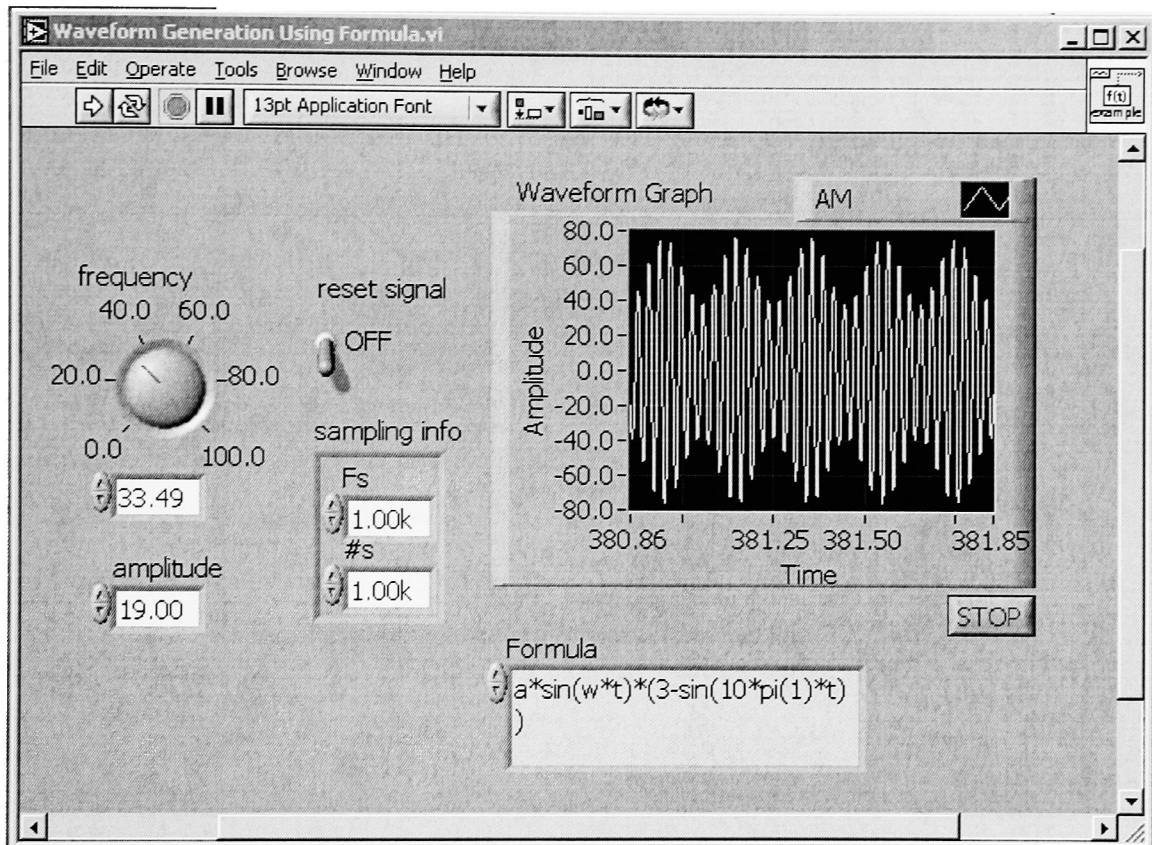 Waveform Generation Using Formula.vi
File Edit Operate Tools Browse Window Help
13pt Application Font
f(t)
example
Waveform Graph
AM
80.0
60.0
40.0
20.0
0.0
-20.0
-40.0
-60.0
-80.0
Amplitude
380.86 381.25 381.50 381.85
Time
frequency
40.0 60.0
20.0 80.0
0.0 100.0
33.49
amplitude
19.00
reset signal
OFF
sampling info
Fs
1.00k
#s
1.00k
STOP
Formula
a*sin(w*t)*(3-sin(10*pi(1)*t)
)